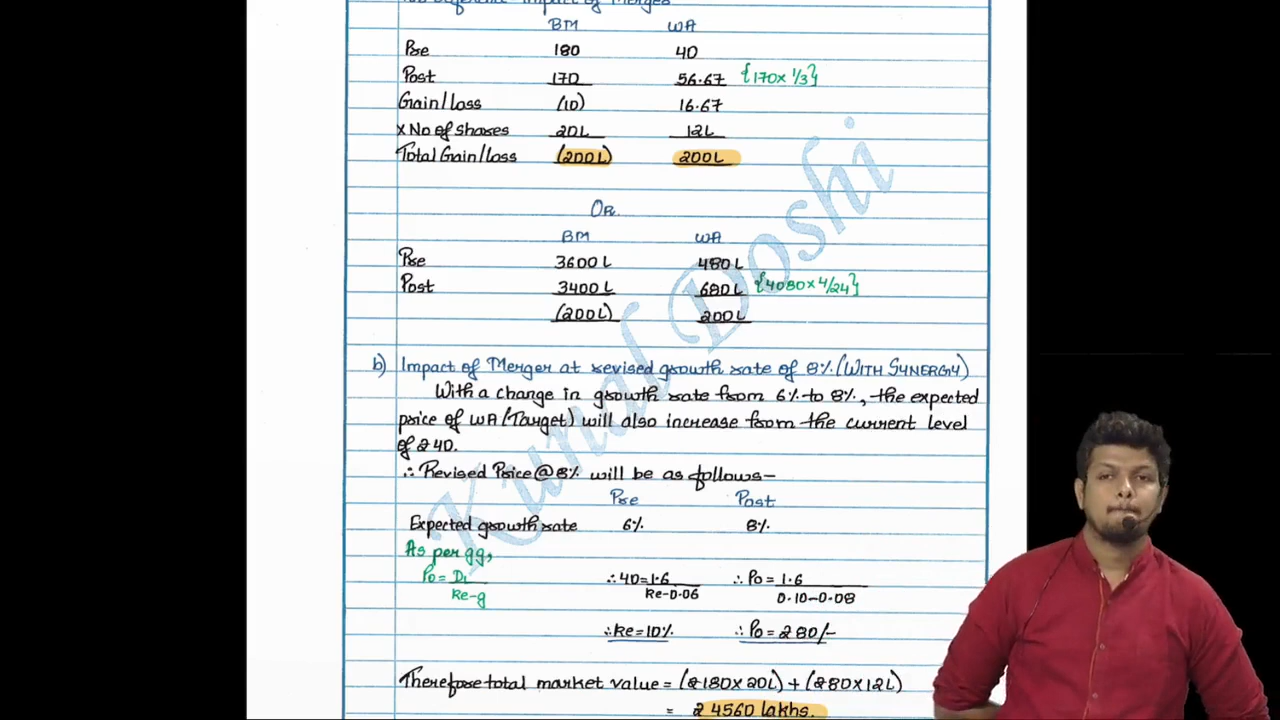 BM WA
Pre 180 40
Post 170 56.67 {170 x 1/3}
Gain/loss (10) 16.67
x No of shares 20L 12L
Total Gain/loss (200L) 200L
OR
BM WA
Pre 3600L 480L
Post 3400L 680L {4080 x 4/24}
(200L) 200L
b) Impact of Merger at revised growth rate of 8% (WITH SYNERGY)
With a change in growth rate from 6% to 8%, the expected
price of WA (Target) will also increase from the current level
of ₹ 40.
∴ Revised Price @ 8% will be as follows-
Pre Post
Expected growth rate 6% 8%
As per gg,
P0 = D1 / Ke-g ∴ 40 = 1.6 / Ke-0.06 ∴ P0 = 1.6 / 0.10-0.08
∴ Ke = 10% ∴ P0 = ₹ 80/-
Therefore total market value = (₹180 x 20L) + (₹80 x 12L)
= ₹ 4560 lakhs.
Kunal Doshi